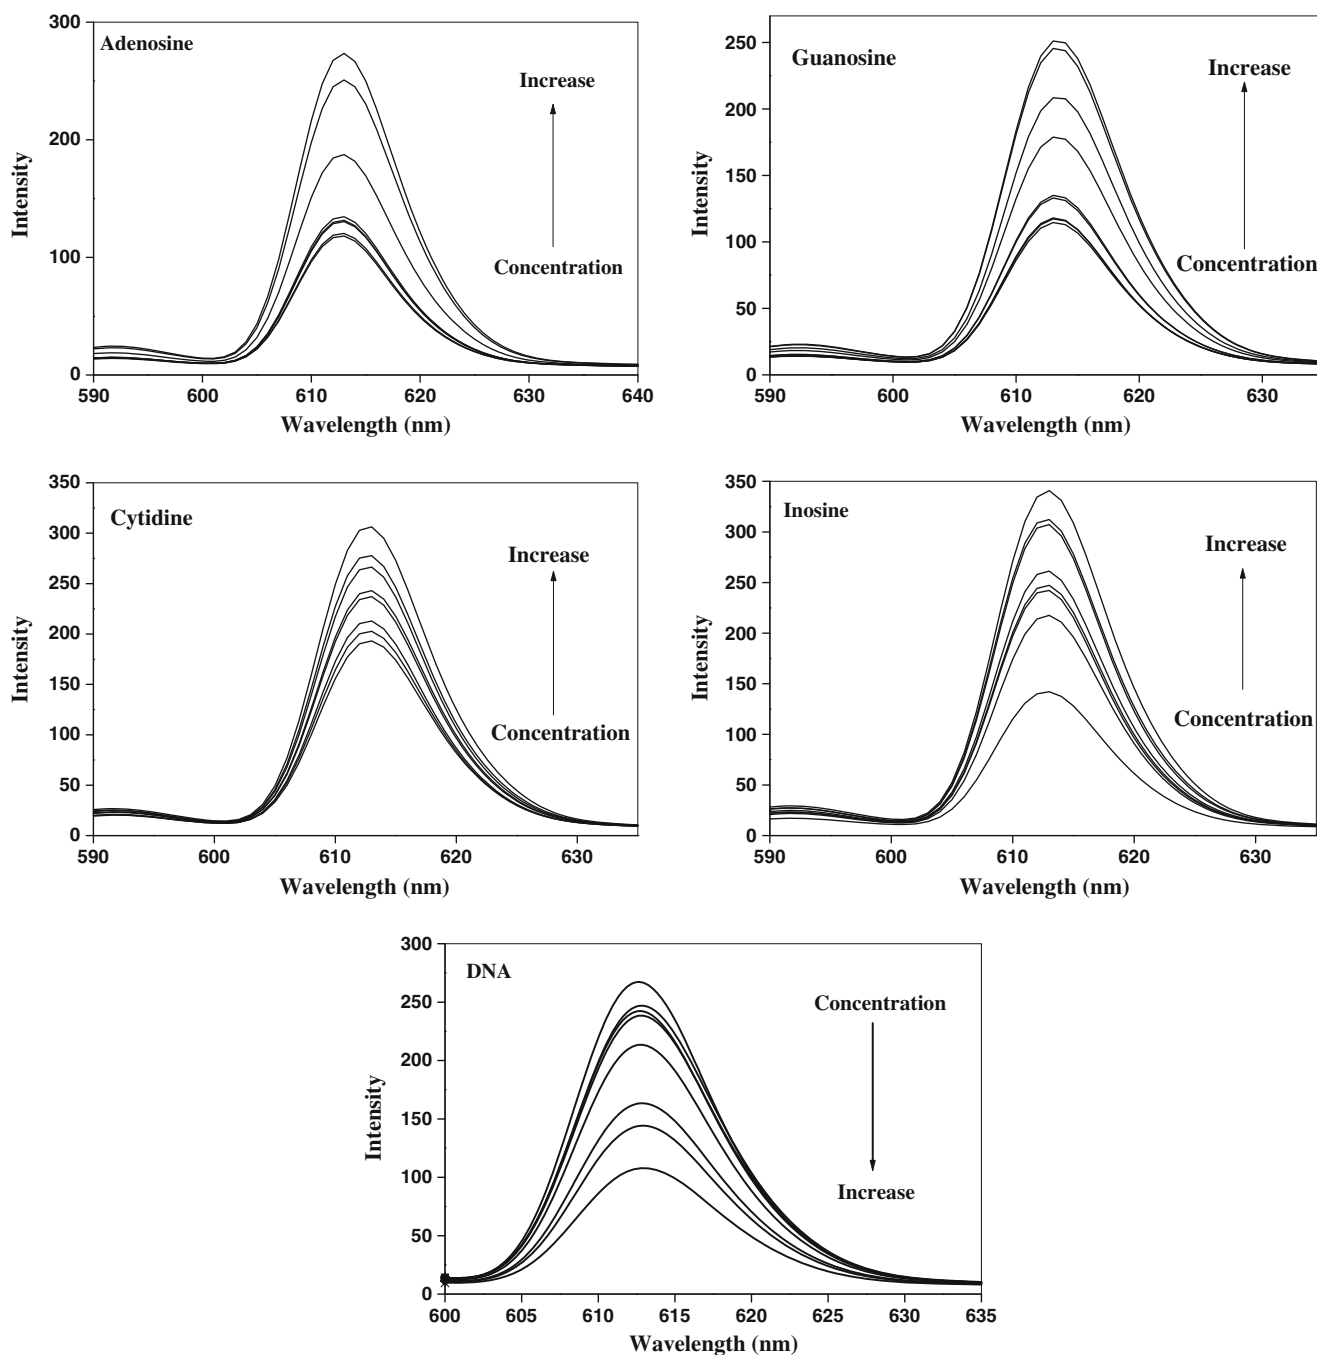 300
Adenosine
Increase
200
Intensity
100
Concentration
0
590 600 610 620 630 640
Wavelength (nm)
250
Guanosine
Increase
200
150
Intensity
100
Concentration
50
0
590 600 610 620 630
Wavelength (nm)
350
Cytidine
300
Increase
250
200
Intensity
150
Concentration
100
50
0
590 600 610 620 630
Wavelength (nm)
350
Inosine
300
Increase
250
200
Intensity
150
Concentration
100
50
0
590 600 610 620 630
Wavelength (nm)
300
DNA
Concentration
250
200
Intensity
150
100
Increase
50
0
600 605 610 615 620 625 630 635
Wavelength (nm)